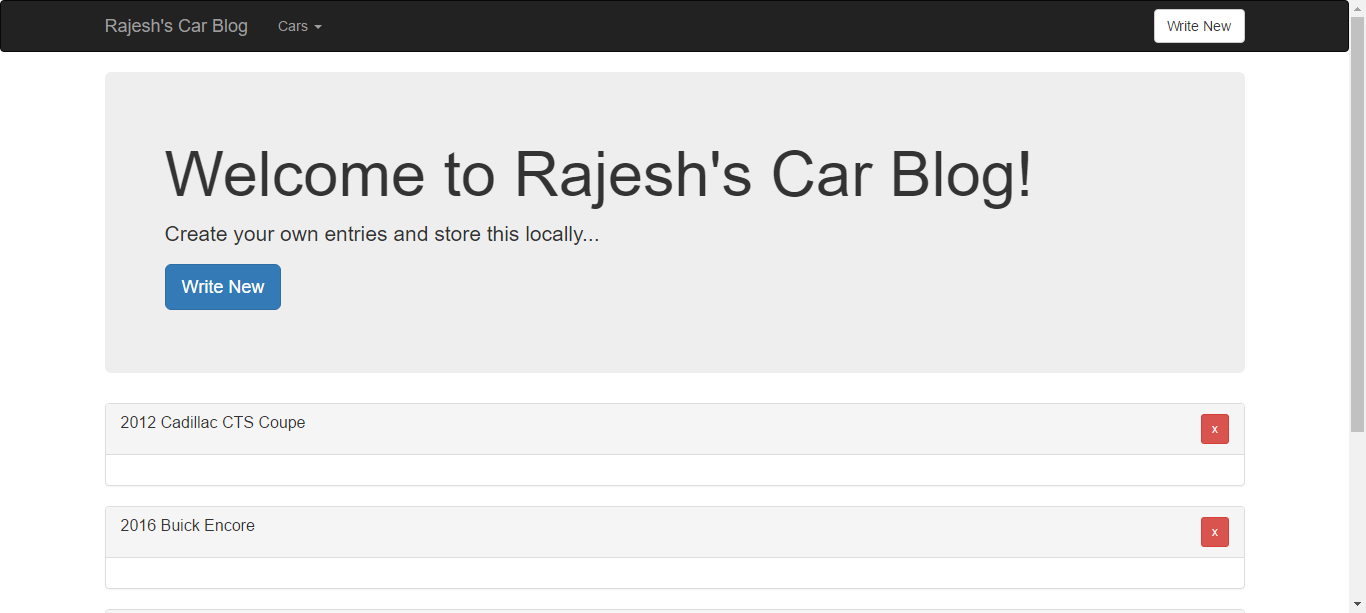 Rajesh's Car Blog Cars Write New
Welcome to Rajesh's Car Blog!
Create your own entries and store this locally...
Write New
2012 Cadillac CTS Coupe x
2016 Buick Encore x